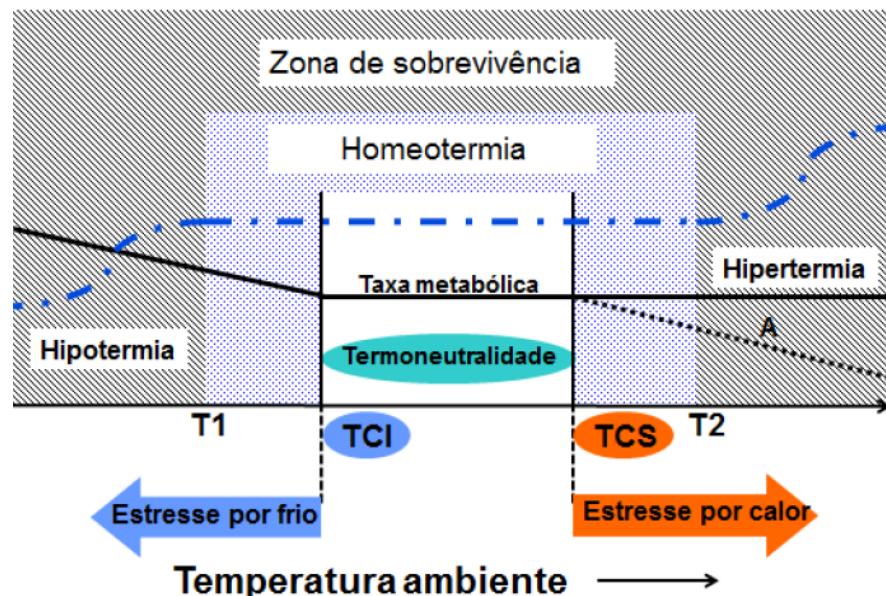 Zona de sobrevivência
Homeotermia
Taxa metabólica
Hipertermia
A
Hipotermia
Termoneutralidade
T1
TCI
TCS
T2
Estresse por frio
Estresse por calor
Temperatura ambiente